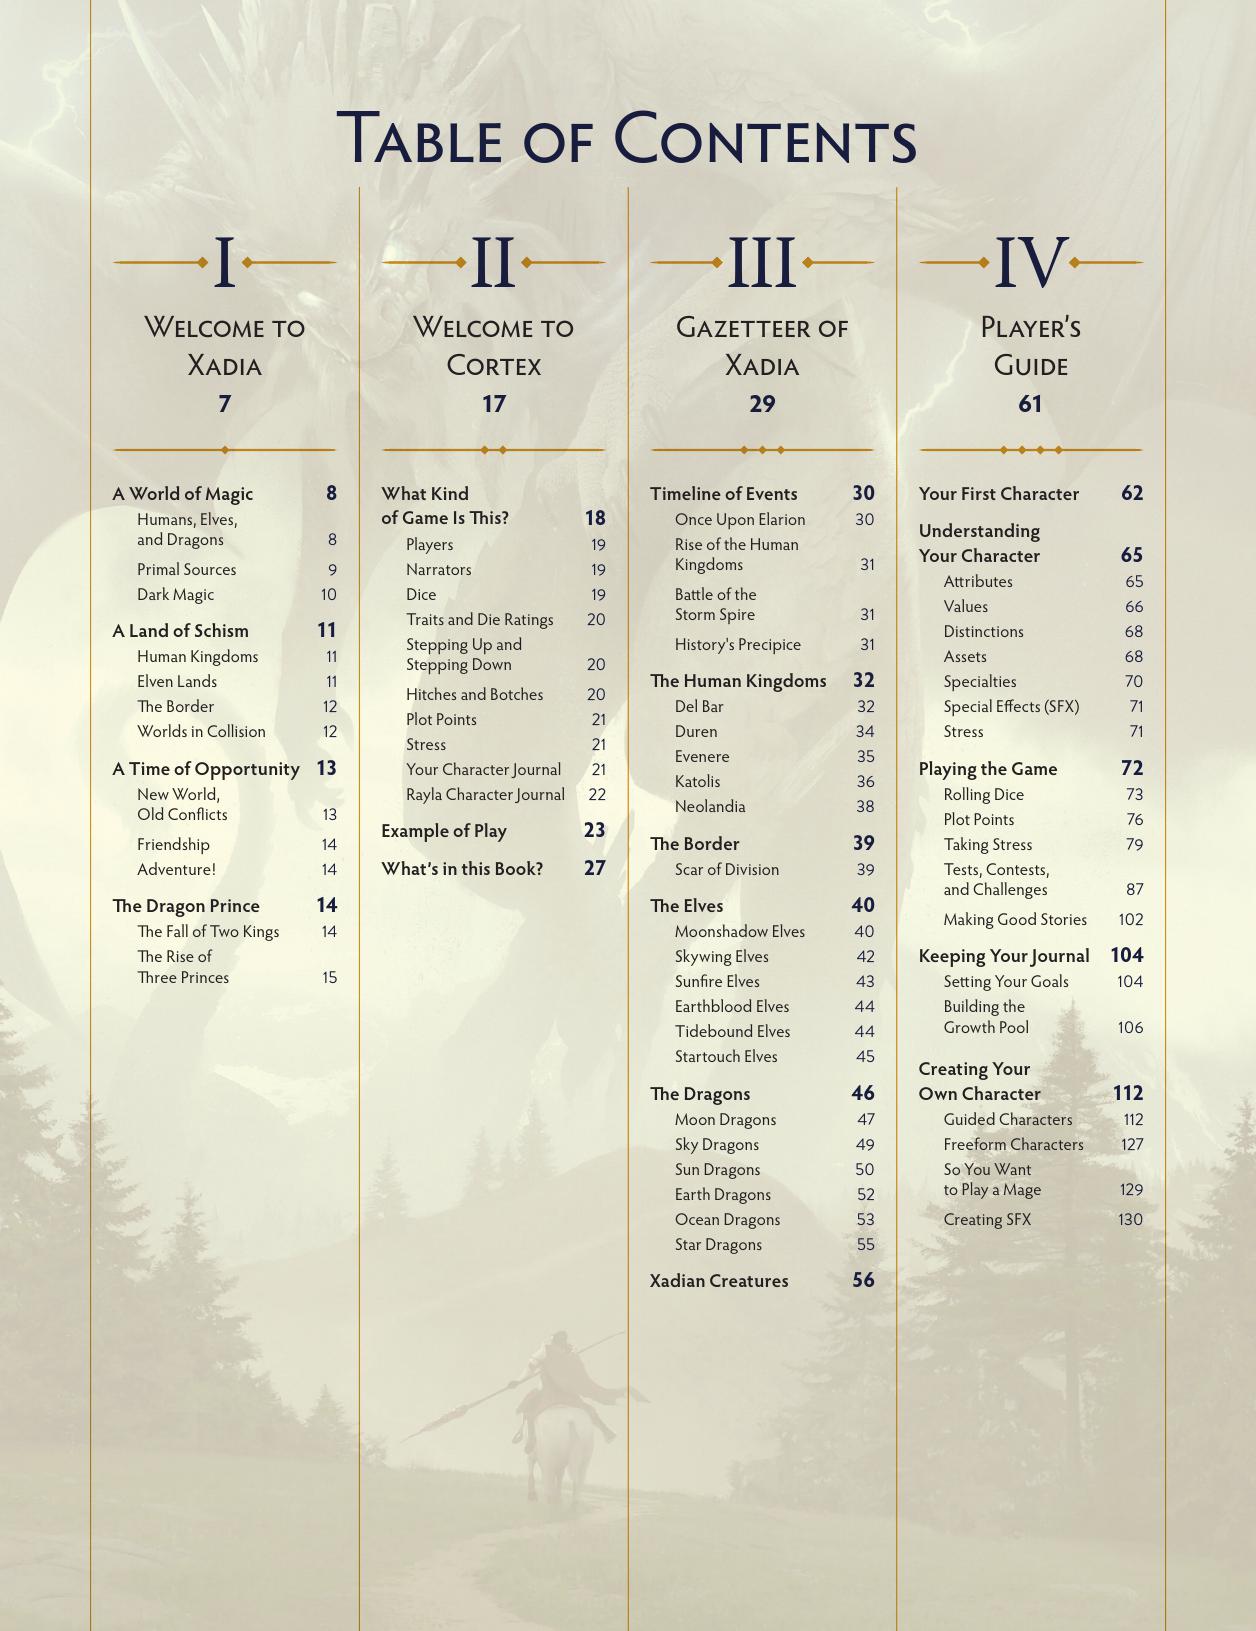 Table of Contents
I
Welcome to
Xadia
7
A World of Magic 8
Humans, Elves,
and Dragons 8
Primal Sources 9
Dark Magic 10
A Land of Schism 11
Human Kingdoms 11
Elven Lands 11
The Border 12
Worlds in Collision 12
A Time of Opportunity 13
New World,
Old Conflicts 13
Friendship 14
Adventure! 14
The Dragon Prince 14
The Fall of Two Kings 14
The Rise of
Three Princes 15
II
Welcome to
Cortex
17
What Kind
of Game Is This? 18
Players 19
Narrators 19
Dice 19
Traits and Die Ratings 20
Stepping Up and
Stepping Down 20
Hitches and Botches 20
Plot Points 21
Stress 21
Your Character Journal 21
Rayla Character Journal 22
Example of Play 23
What's in this Book? 27
III
Gazetteer of
Xadia
29
Timeline of Events 30
Once Upon Elarion 30
Rise of the Human
Kingdoms 31
Battle of the
Storm Spire 31
History's Precipice 31
The Human Kingdoms 32
Del Bar 32
Duren 34
Evenere 35
Katolis 36
Neolandia 38
The Border 39
Scar of Division 39
The Elves 40
Moonshadow Elves 40
Skywing Elves 42
Sunfire Elves 43
Earthblood Elves 44
Tidebound Elves 44
Startouch Elves 45
The Dragons 46
Moon Dragons 47
Sky Dragons 49
Sun Dragons 50
Earth Dragons 52
Ocean Dragons 53
Star Dragons 55
Xadian Creatures 56
IV
Player's
Guide
61
Your First Character 62
Understanding
Your Character 65
Attributes 65
Values 66
Distinctions 68
Assets 68
Specialties 70
Special Effects (SFX) 71
Stress 71
Playing the Game 72
Rolling Dice 73
Plot Points 76
Taking Stress 79
Tests, Contests,
and Challenges 87
Making Good Stories 102
Keeping Your Journal 104
Setting Your Goals 104
Building the
Growth Pool 106
Creating Your
Own Character 112
Guided Characters 112
Freeform Characters 127
So You Want
to Play a Mage 129
Creating SFX 130